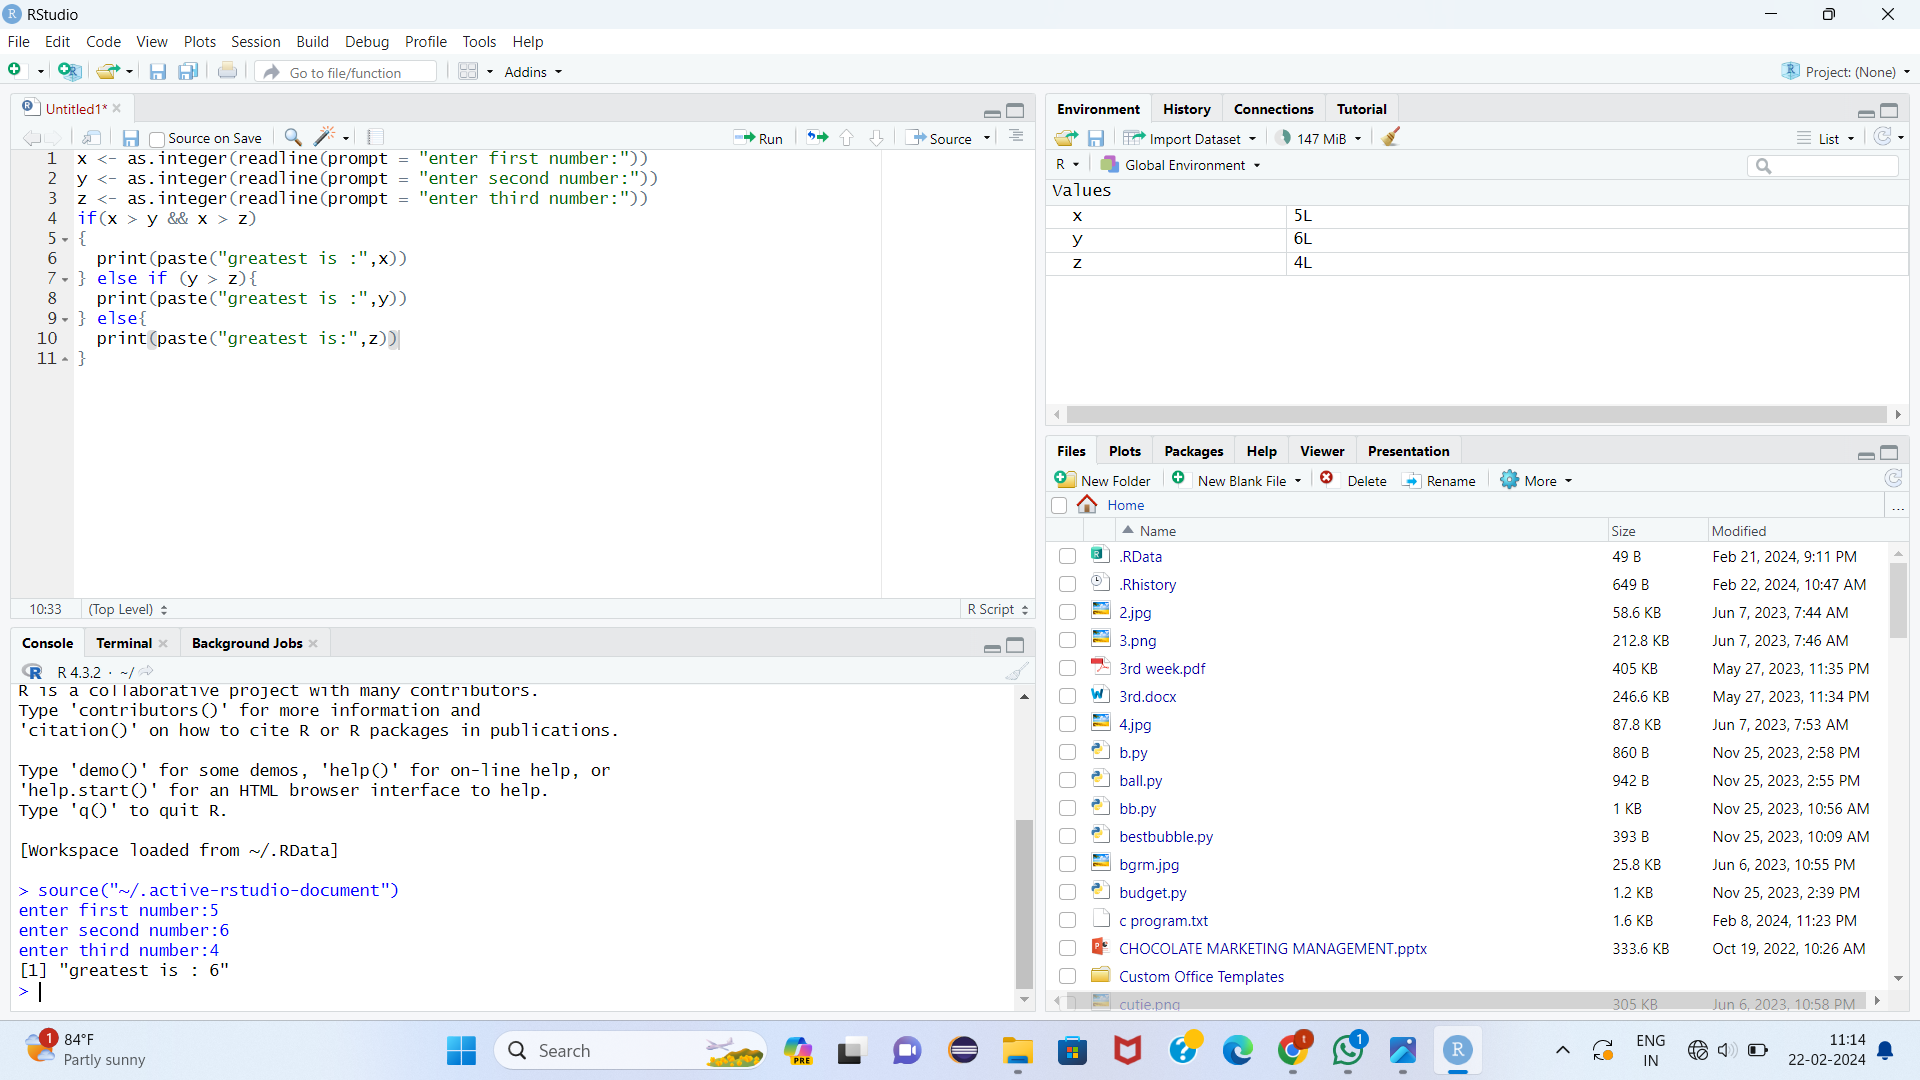 RStudio
File Edit Code View Plots Session Build Debug Profile Tools Help
Go to file/function Addins Project: (None)
Untitled1*
Source on Save Run Source
1 x <- as.integer(readline(prompt = "enter first number:"))
2 y <- as.integer(readline(prompt = "enter second number:"))
3 z <- as.integer(readline(prompt = "enter third number:"))
4 if(x > y && x > z)
5 {
6 print(paste("greatest is :",x))
7 } else if (y > z){
8 print(paste("greatest is :",y))
9 } else{
10 print(paste("greatest is:",z))
11 }
10:33 (Top Level) R Script
Console Terminal Background Jobs
R 4.3.2 · ~/
R is a collaborative project with many contributors.
Type 'contributors()' for more information and
'citation()' on how to cite R or R packages in publications.
Type 'demo()' for some demos, 'help()' for on-line help, or
'help.start()' for an HTML browser interface to help.
Type 'q()' to quit R.
[Workspace loaded from ~/.RData]
> source("~/.active-rstudio-document")
enter first number:5
enter second number:6
enter third number:4
[1] "greatest is : 6"
>
Environment History Connections Tutorial
Import Dataset 147 MiB List
R Global Environment
Values
x 5L
y 6L
z 4L
Files Plots Packages Help Viewer Presentation
New Folder New Blank File Delete Rename More
Home ...
Name Size Modified
.RData 49 B Feb 21, 2024, 9:11 PM
.Rhistory 649 B Feb 22, 2024, 10:47 AM
2.jpg 58.6 KB Jun 7, 2023, 7:44 AM
3.png 212.8 KB Jun 7, 2023, 7:46 AM
3rd week.pdf 405 KB May 27, 2023, 11:35 PM
3rd.docx 246.6 KB May 27, 2023, 11:34 PM
4.jpg 87.8 KB Jun 7, 2023, 7:53 AM
b.py 860 B Nov 25, 2023, 2:58 PM
ball.py 942 B Nov 25, 2023, 2:55 PM
bb.py 1 KB Nov 25, 2023, 10:56 AM
bestbubble.py 393 B Nov 25, 2023, 10:09 AM
bgrm.jpg 25.8 KB Jun 6, 2023, 10:55 PM
budget.py 1.2 KB Nov 25, 2023, 2:39 PM
c program.txt 1.6 KB Feb 8, 2024, 11:23 PM
CHOCOLATE MARKETING MANAGEMENT.pptx 333.6 KB Oct 19, 2022, 10:26 AM
Custom Office Templates
cutie.png 305 KB Jun 6, 2023, 10:58 PM
1 84°F
Partly sunny
Search PRE t 1 R
ENG
IN
11:14
22-02-2024